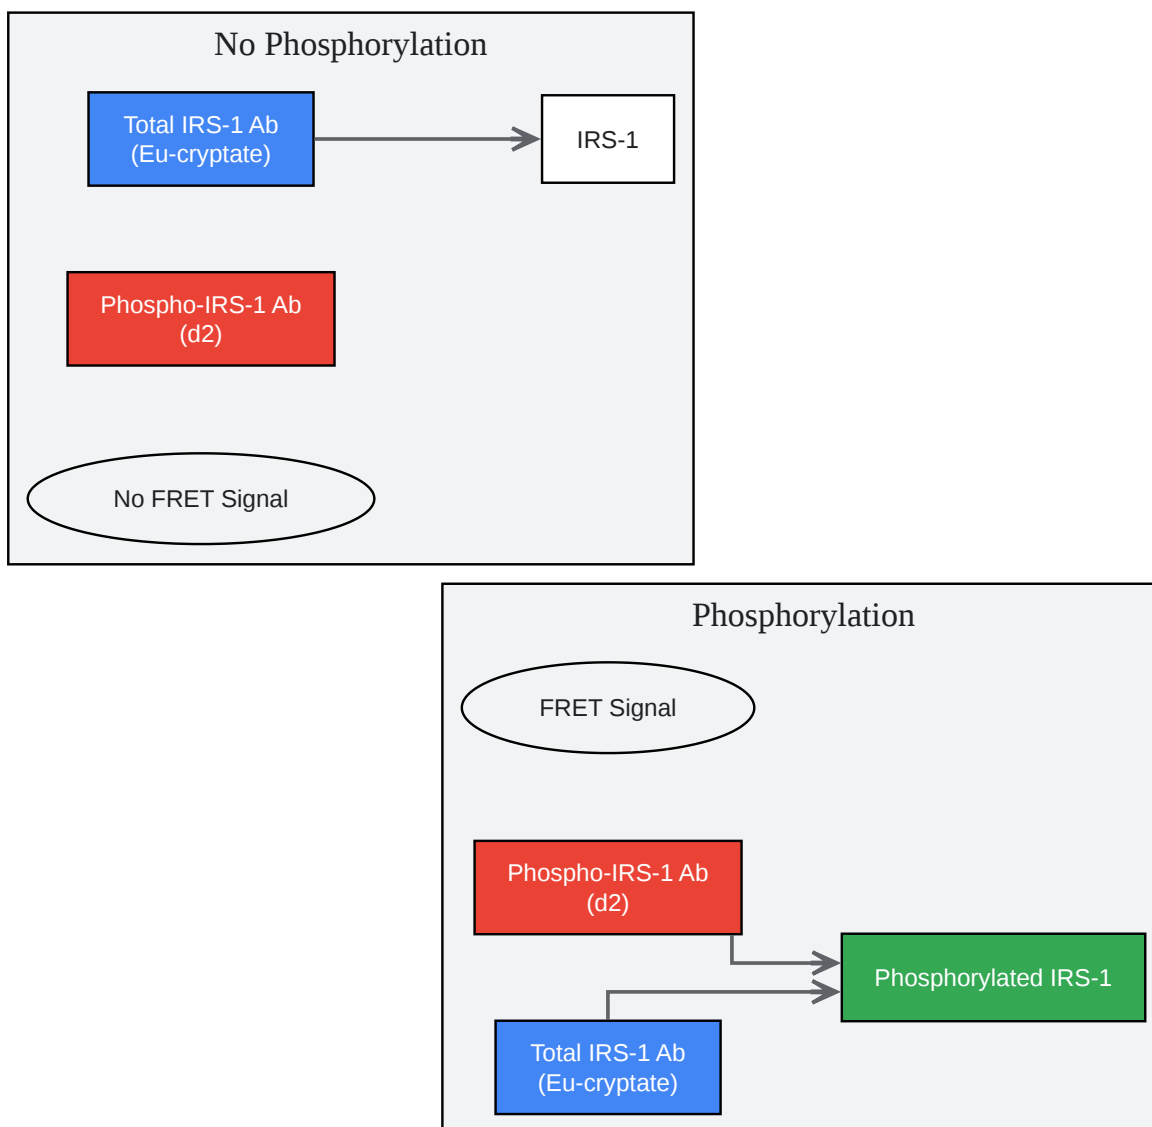 No Phosphorylation
Total IRS-1 Ab
(Eu-cryptate)
IRS-1
Phospho-IRS-1 Ab
(d2)
No FRET Signal
Phosphorylation
FRET Signal
Phospho-IRS-1 Ab
(d2)
Phosphorylated IRS-1
Total IRS-1 Ab
(Eu-cryptate)